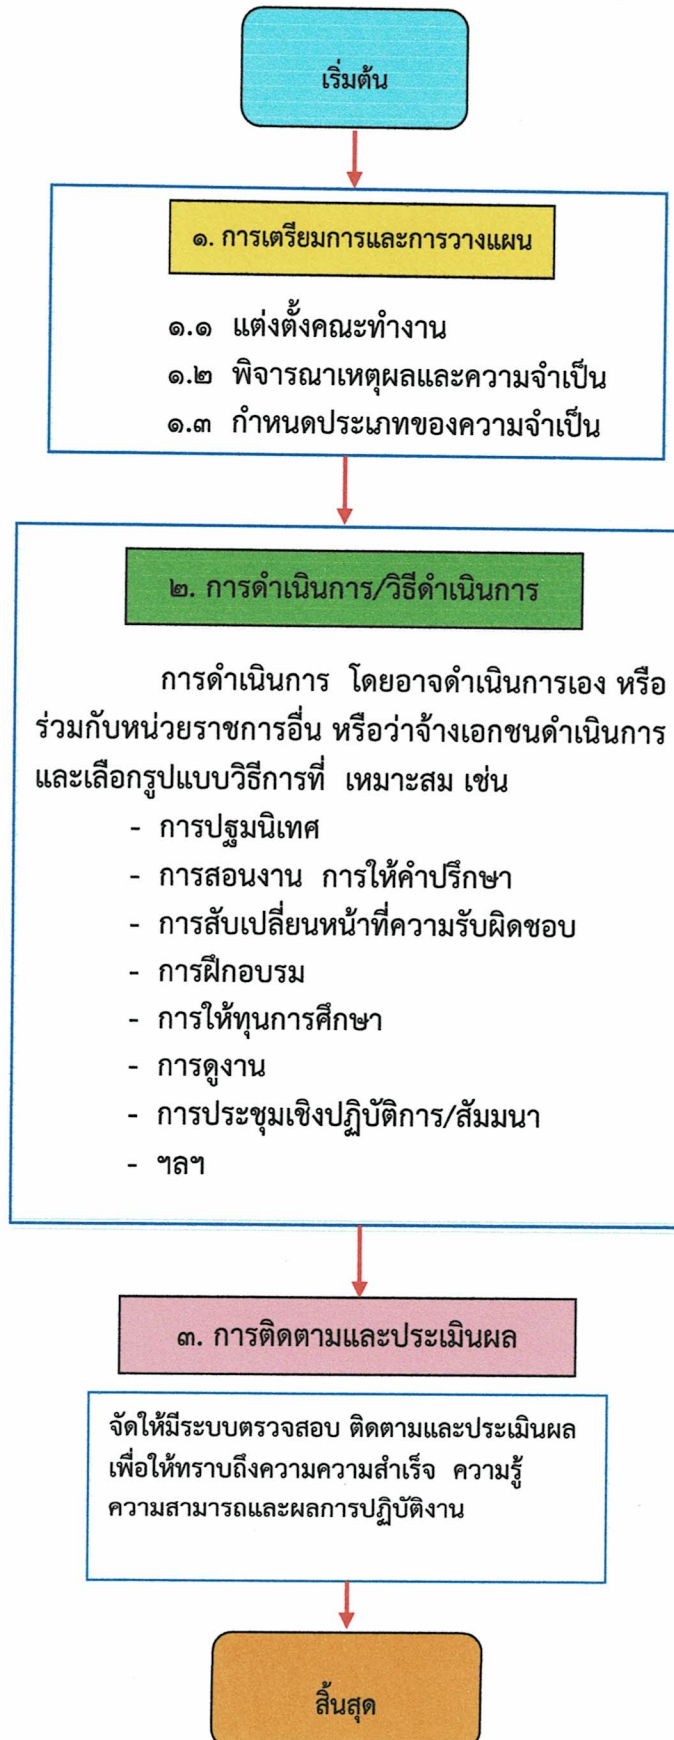 เริ่มต้น
๑. การเตรียมการและการวางแผน
๑.๑ แต่งตั้งคณะทำงาน
๑.๒ พิจารณาเหตุผลและความจำเป็น
๑.๓ กำหนดประเภทของความจำเป็น
๒. การดำเนินการ/วิธีดำเนินการ
การดำเนินการ โดยอาจดำเนินการเอง หรือ
ร่วมกับหน่วยราชการอื่น หรือว่าจ้างเอกชนดำเนินการ
และเลือกรูปแบบวิธีการที่ เหมาะสม เช่น
- การปฐมนิเทศ
- การสอนงาน การให้คำปรึกษา
- การสับเปลี่ยนหน้าที่ความรับผิดชอบ
- การฝึกอบรม
- การให้ทุนการศึกษา
- การดูงาน
- การประชุมเชิงปฏิบัติการ/สัมมนา
- ฯลฯ
๓. การติดตามและประเมินผล
จัดให้มีระบบตรวจสอบ ติดตามและประเมินผล
เพื่อให้ทราบถึงความความสำเร็จ ความรู้
ความสามารถและผลการปฏิบัติงาน
สิ้นสุด